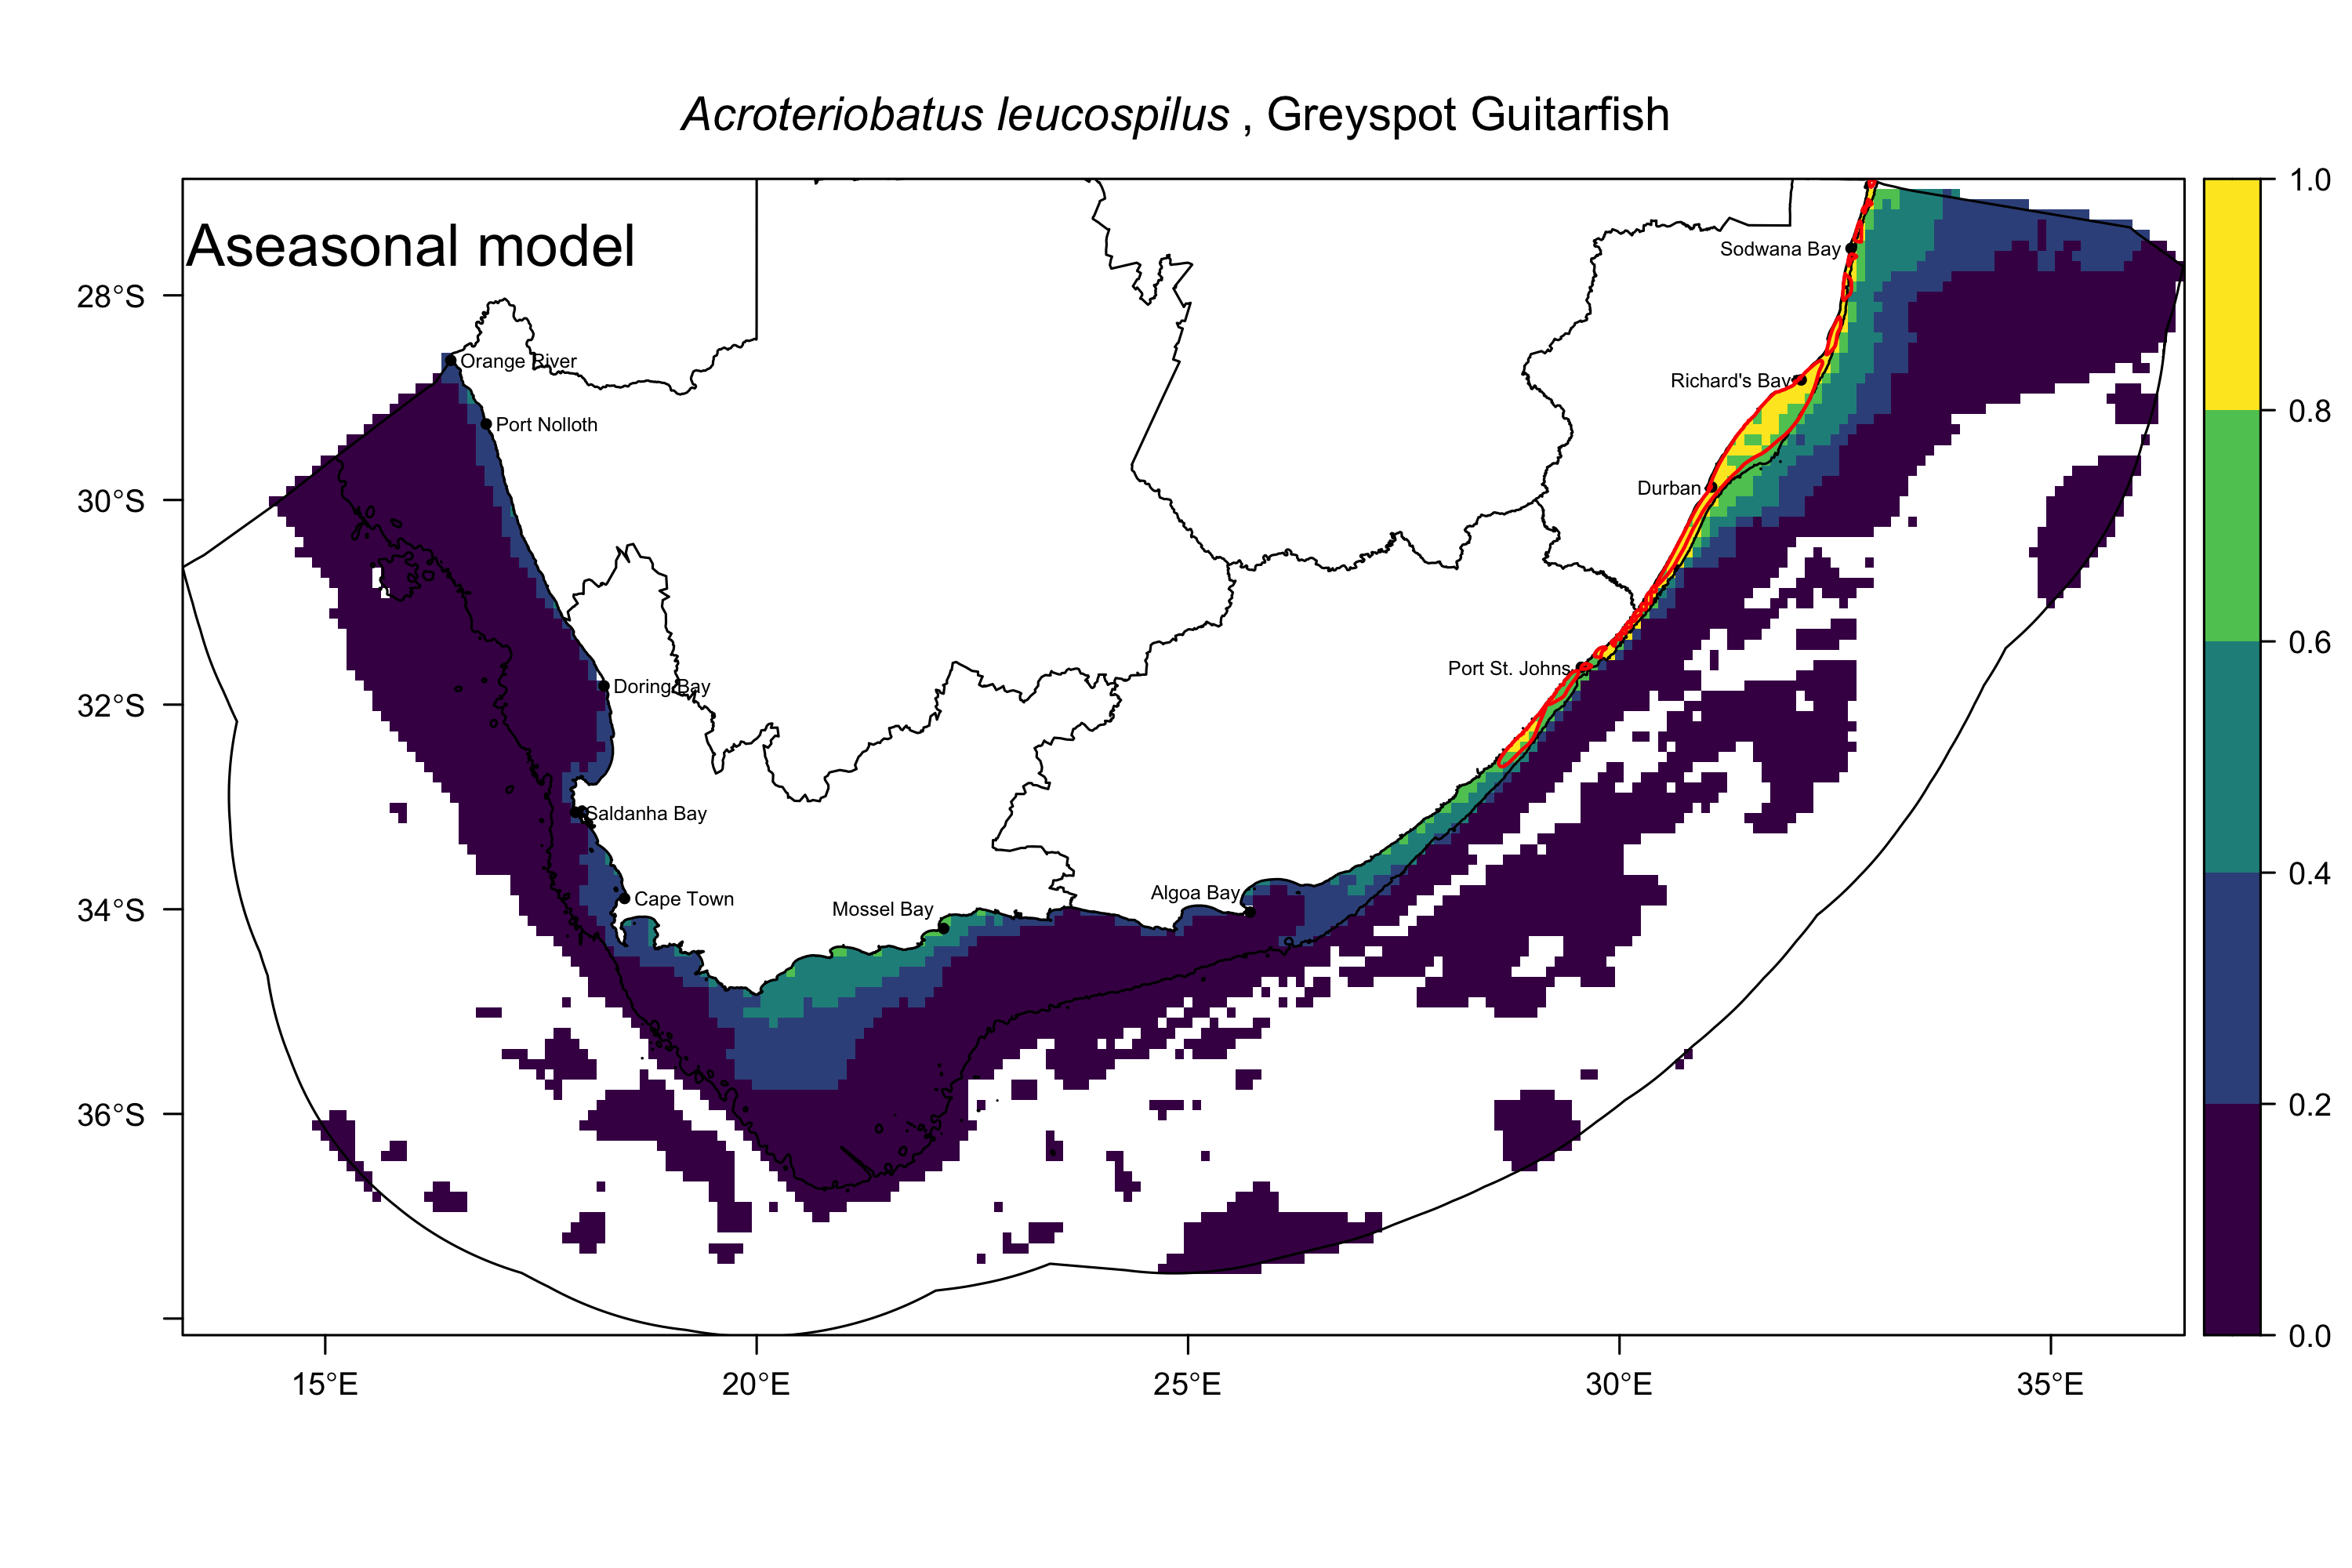 Acroteriobatus leucospilus , Greyspot Guitarfish
Aseasonal model
Sodwana Bay
Orange River
Richard's Bay
Port Nolloth
Durban
Port St. Johns
Doring Bay
Saldanha Bay
Cape Town
Mossel Bay
Algoa Bay
28°S
30°S
32°S
34°S
36°S
15°E
20°E
25°E
30°E
35°E
1.0
0.8
0.6
0.4
0.2
0.0